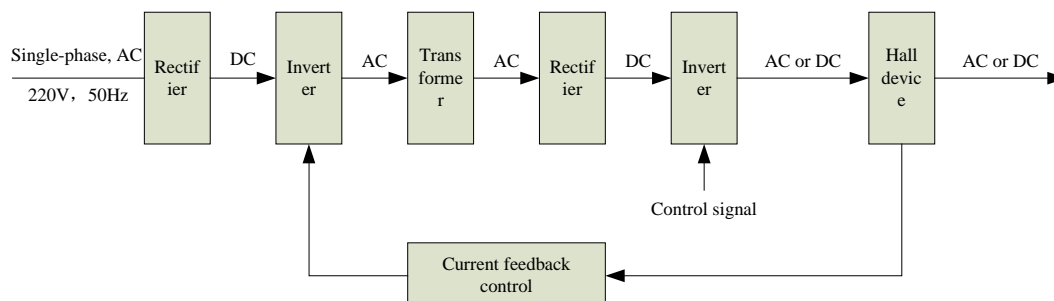 Single-phase, AC
220V，50Hz
Rectif
ier
DC
Invert
er
AC
Trans
forme
r
AC
Rectif
ier
DC
Invert
er
AC or DC
Hall
devic
e
AC or DC
Control signal
Current feedback
control